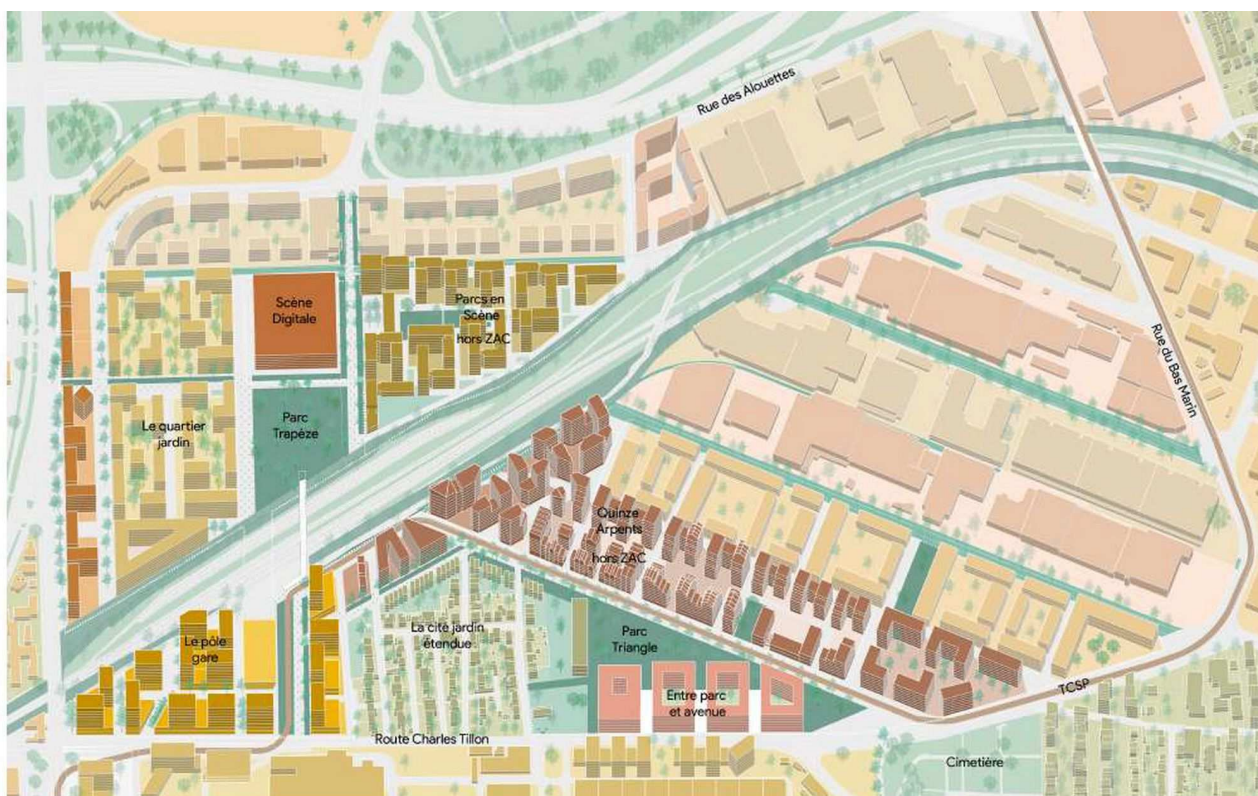 Rue des Alouettes
Scène
Digitale
Parcs en
Scène
hors ZAC
Rue du Bas Marin
Le quartier
jardin
Parc
Trapèze
Quinze
Arpents
hors ZAC
Le pôle
gare
La cité jardin
étendue
Parc
Triangle
Entre parc
et avenue
TCSP
Route Charles Tillon
Cimetière